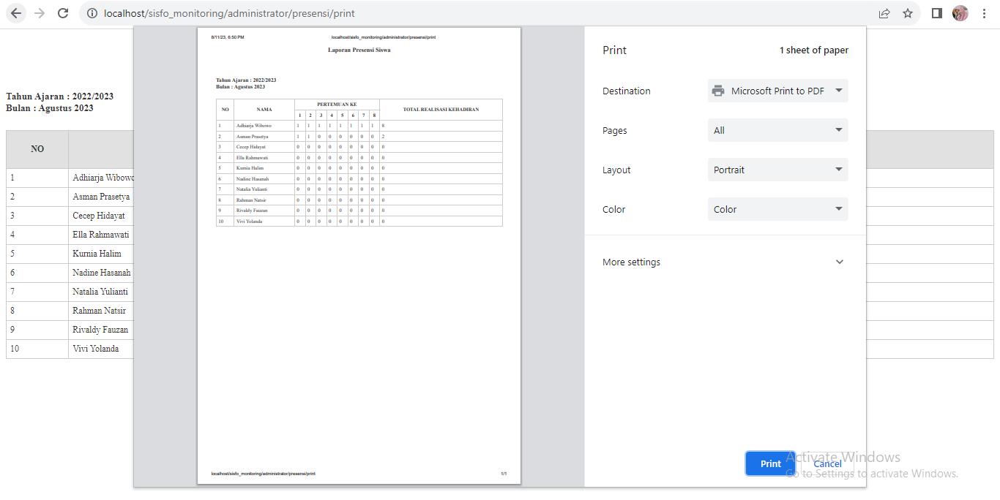 localhost/sisfo_monitoring/administrator/presensi/print
Tahun Ajaran : 2022/2023
Bulan : Agustus 2023
NO
1 Adhiarja Wibowo
2 Asman Prasetya
3 Cecep Hidayat
4 Ella Rahmawati
5 Kurnia Halim
6 Nadine Hasanah
7 Natalia Yulianti
8 Rahman Natsir
9 Rivaldy Fauzan
10 Vivi Yolanda
8/11/23, 6:50 PM localhost/sisfo_monitoring/administrator/presensi/print
Laporan Presensi Siswa
Tahun Ajaran : 2022/2023
Bulan : Agustus 2023
NO NAMA PERTEMUAN KE TOTAL REALISASI KEHADIRAN
1 2 3 4 5 6 7 8
1 Adhiarja Wibowo 1 1 1 1 1 1 1 1 8
2 Asman Prasetya 1 1 0 0 0 0 0 0 2
3 Cecep Hidayat 0 0 0 0 0 0 0 0 0
4 Ella Rahmawati 0 0 0 0 0 0 0 0 0
5 Kurnia Halim 0 0 0 0 0 0 0 0 0
6 Nadine Hasanah 0 0 0 0 0 0 0 0 0
7 Natalia Yulianti 0 0 0 0 0 0 0 0 0
8 Rahman Natsir 0 0 0 0 0 0 0 0 0
9 Rivaldy Fauzan 0 0 0 0 0 0 0 0 0
10 Vivi Yolanda 0 0 0 0 0 0 0 0 0
localhost/sisfo_monitoring/administrator/presensi/print 1/1
Print 1 sheet of paper
Destination Microsoft Print to PDF
Pages All
Layout Portrait
Color Color
More settings
Print Cancel
Activate Windows
Go to Settings to activate Windows.